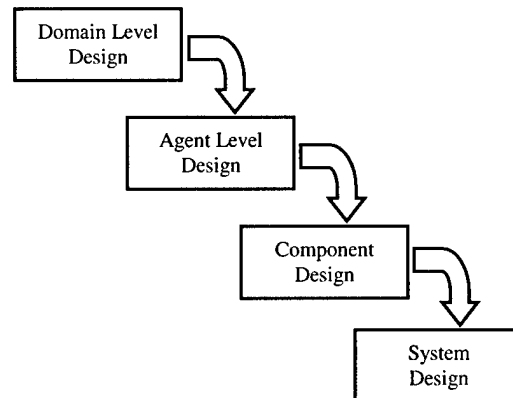 Domain Level
Design
Agent Level
Design
Component
Design
System
Design